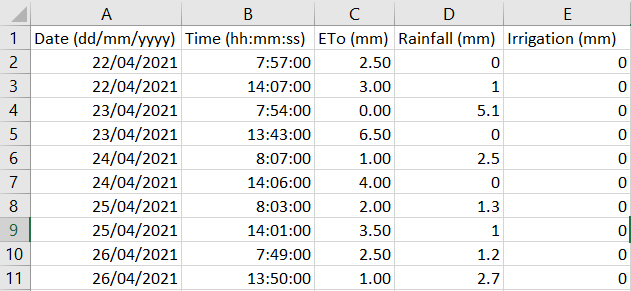 A B C D E
1 Date (dd/mm/yyyy) Time (hh:mm:ss) ETo (mm) Rainfall (mm) Irrigation (mm)
2 22/04/2021 7:57:00 2.50 0 0
3 22/04/2021 14:07:00 3.00 1 0
4 23/04/2021 7:54:00 0.00 5.1 0
5 23/04/2021 13:43:00 6.50 0 0
6 24/04/2021 8:07:00 1.00 2.5 0
7 24/04/2021 14:06:00 4.00 0 0
8 25/04/2021 8:03:00 2.00 1.3 0
9 25/04/2021 14:01:00 3.50 1 0
10 26/04/2021 7:49:00 2.50 1.2 0
11 26/04/2021 13:50:00 1.00 2.7 0